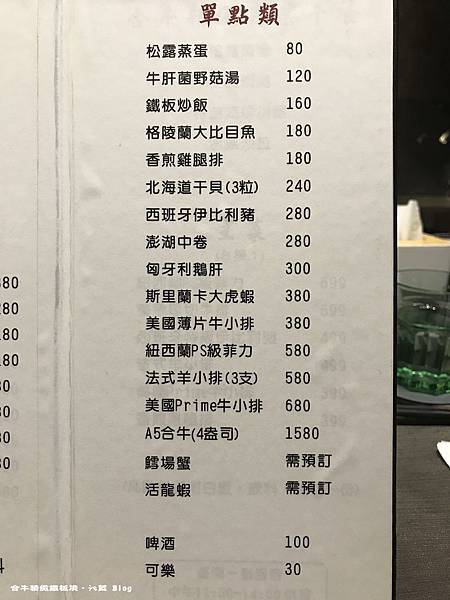 單點類
松露蒸蛋 80
牛肝菌野菇湯 120
鐵板炒飯 160
格陵蘭大比目魚 180
香煎雞腿排 180
北海道干貝(3粒) 240
西班牙伊比利豬 280
澎湖中卷 280
匈牙利鵝肝 300
斯里蘭卡大虎蝦 380
美國薄片牛小排 380
紐西蘭PS級菲力 580
法式羊小排(3支) 580
美國Prime牛小排 680
A5合牛(4盎司) 1580
鱈場蟹 需預訂
活龍蝦 需預訂
啤酒 100
可樂 30
380
280
180
180
Blog